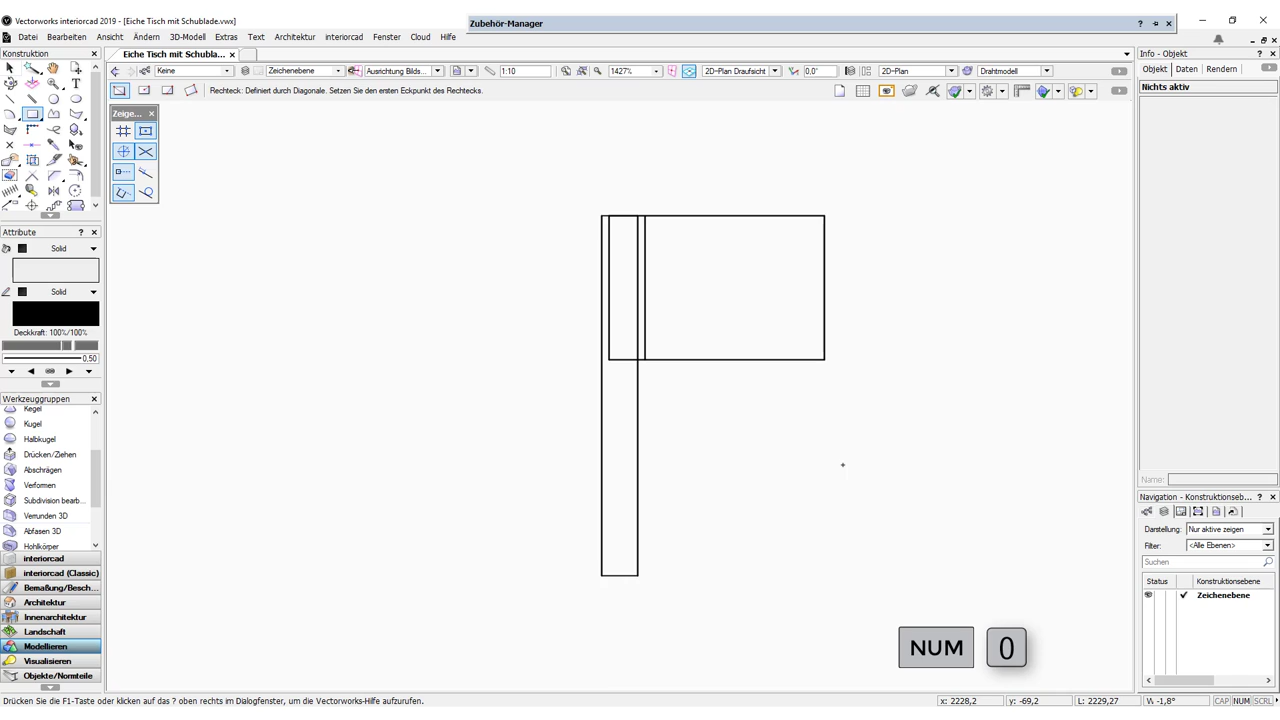 Vectorworks interiorcad 2019 - [Eiche Tisch mit Schublade.vwx]
Zubehör-Manager
?
Datei Bearbeiten Ansicht Ändern 3D-Modell Extras Text Architektur interiorcad Fenster Cloud Hilfe
Konstruktion
Eiche Tisch mit Schubla...
Info - Objekt
Keine
Zeichenebene
Ausrichtung Bilds...
1:10
1427%
2D-Plan Draufsicht
0,0°
2D-Plan
Drahtmodell
Objekt Daten Rendern
Rechteck: Definiert durch Diagonale. Setzen Sie den ersten Eckpunkt des Rechtecks.
Nichts aktiv
Zeige...
Attribute ?
Solid
Solid
Deckkraft: 100%/100%
0,50
Werkzeuggruppen
Kegel
Kugel
Halbkugel
Drücken/Ziehen
Abschrägen
Verformen
Subdivision bearb...
Verrunden 3D
Abfasen 3D
Hohlkörper
interiorcad
interiorcad (Classic)
Bemaßung/Besch...
Architektur
Innenarchitektur
Landschaft
Modellieren
Visualisieren
Objekte/Normteile
Name:
Navigation - Konstruktionseb... ?
Darstellung: Nur aktive zeigen
Filter: <Alle Ebenen>
Suchen
Status Konstruktionsebene
Zeichenebene
NUM 0
Drücken Sie die F1-Taste oder klicken auf das ? oben rechts im Dialogfenster, um die Vectorworks-Hilfe aufzurufen.
x: 2228,2 y: -69,2 L: 2229,27 W -1,8° CAP NUM SCRL